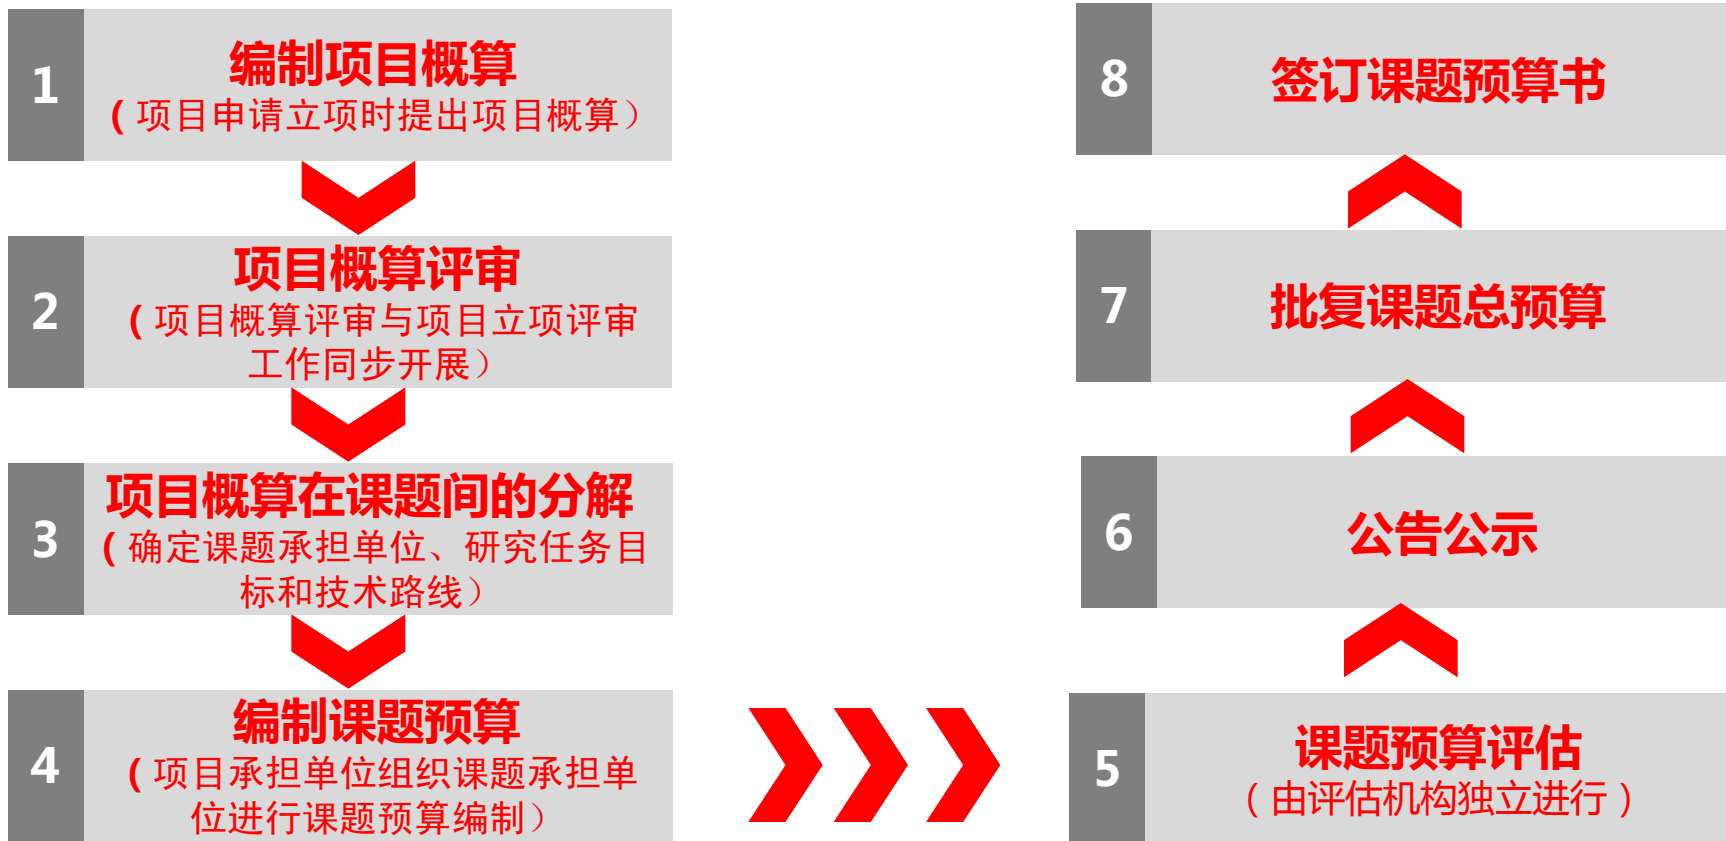 1
编制项目概算
(项目申请立项时提出项目概算）
2
项目概算评审
(项目概算评审与项目立项评审
工作同步开展）
3
项目概算在课题间的分解
(确定课题承担单位、研究任务目
标和技术路线）
4
编制课题预算
(项目承担单位组织课题承担单
位进行课题预算编制）
5
课题预算评估
（由评估机构独立进行）
6
公告公示
7
批复课题总预算
8
签订课题预算书